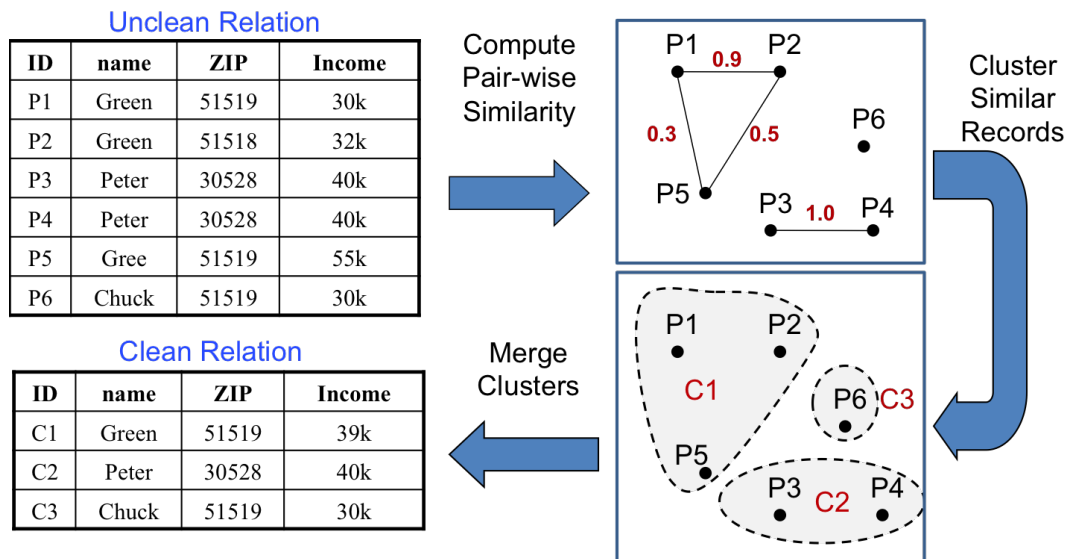 Unclean Relation
ID name ZIP Income
P1 Green 51519 30k
P2 Green 51518 32k
P3 Peter 30528 40k
P4 Peter 30528 40k
P5 Gree 51519 55k
P6 Chuck 51519 30k
Compute
Pair-wise
Similarity
P1 P2
0.9
P6
0.3 0.5
P5
P3 P4
1.0
Cluster
Similar
Records
P1 P2
C1
P6 C3
P5
P3 C2 P4
Merge
Clusters
Clean Relation
ID name ZIP Income
C1 Green 51519 39k
C2 Peter 30528 40k
C3 Chuck 51519 30k